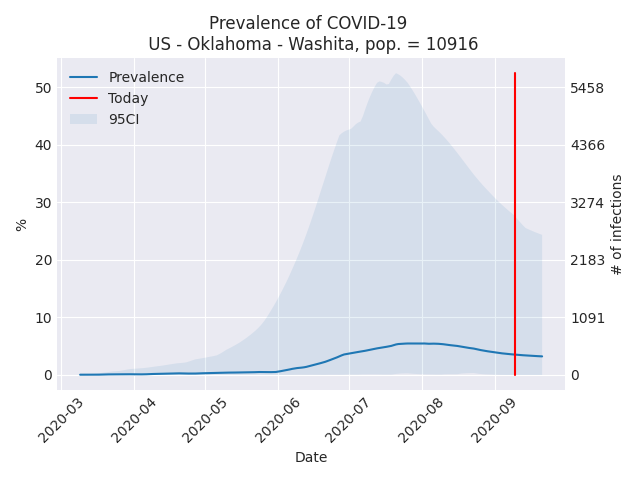 Prevalence of COVID-19
US - Oklahoma - Washita, pop. = 10916
Prevalence
Today
95CI
50
40
30
20
10
0
%
5458
4366
3274
2183
1091
0
# of infections
2020-03
2020-04
2020-05
2020-06
2020-07
2020-08
2020-09
Date